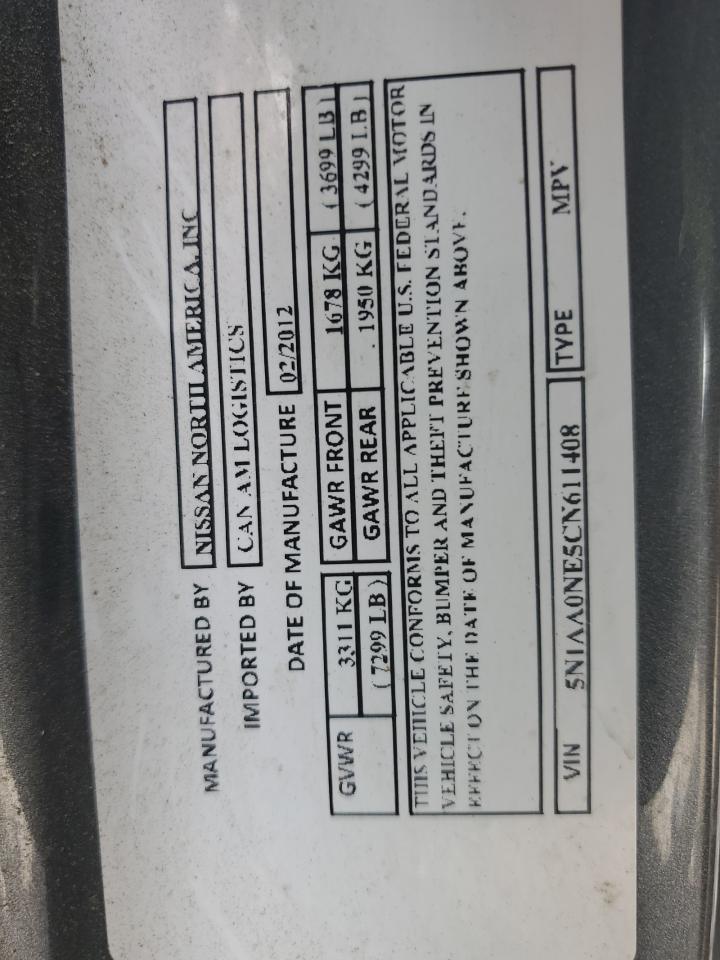 MANUFACTURED BY NISSAN NORTH AMERICA, INC
IMPORTED BY CAN AM LOGISTICS
DATE OF MANUFACTURE 02/2012
GVWR 3311 KG GAWR FRONT 1678 KG ( 3699 LB )
( 7299 LB ) GAWR REAR 1950 KG ( 4299 LB )
THIS VEHICLE CONFORMS TO ALL APPLICABLE U.S. FEDERAL MOTOR
VEHICLE SAFETY, BUMPER AND THEFT PREVENTION STANDARDS IN
EFFECT ON THE DATE OF MANUFACTURE SHOWN ABOVE.
VIN 5N1AA0NE5CN611408 TYPE MPV